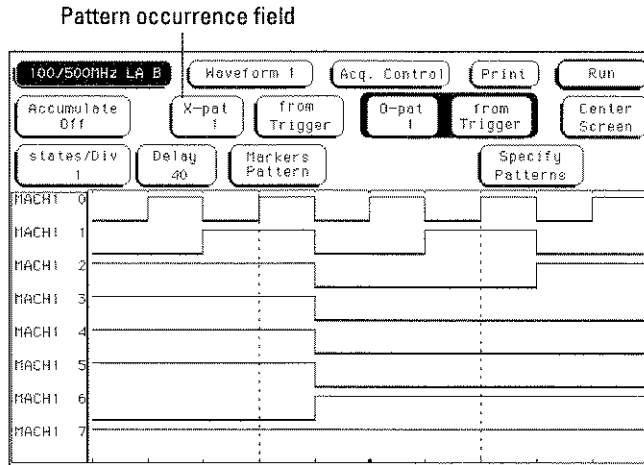 Pattern occurrence field
100/500MHz LA B Waveform 1 Acq. Control Print Run
Accumulate Off X-pat 1 from Trigger O-pat 1 from Trigger Center Screen
states/Div 1 Delay 40 Markers Pattern Specify Patterns
MACH1 0
MACH1 1
MACH1 2
MACH1 3
MACH1 4
MACH1 5
MACH1 6
MACH1 7